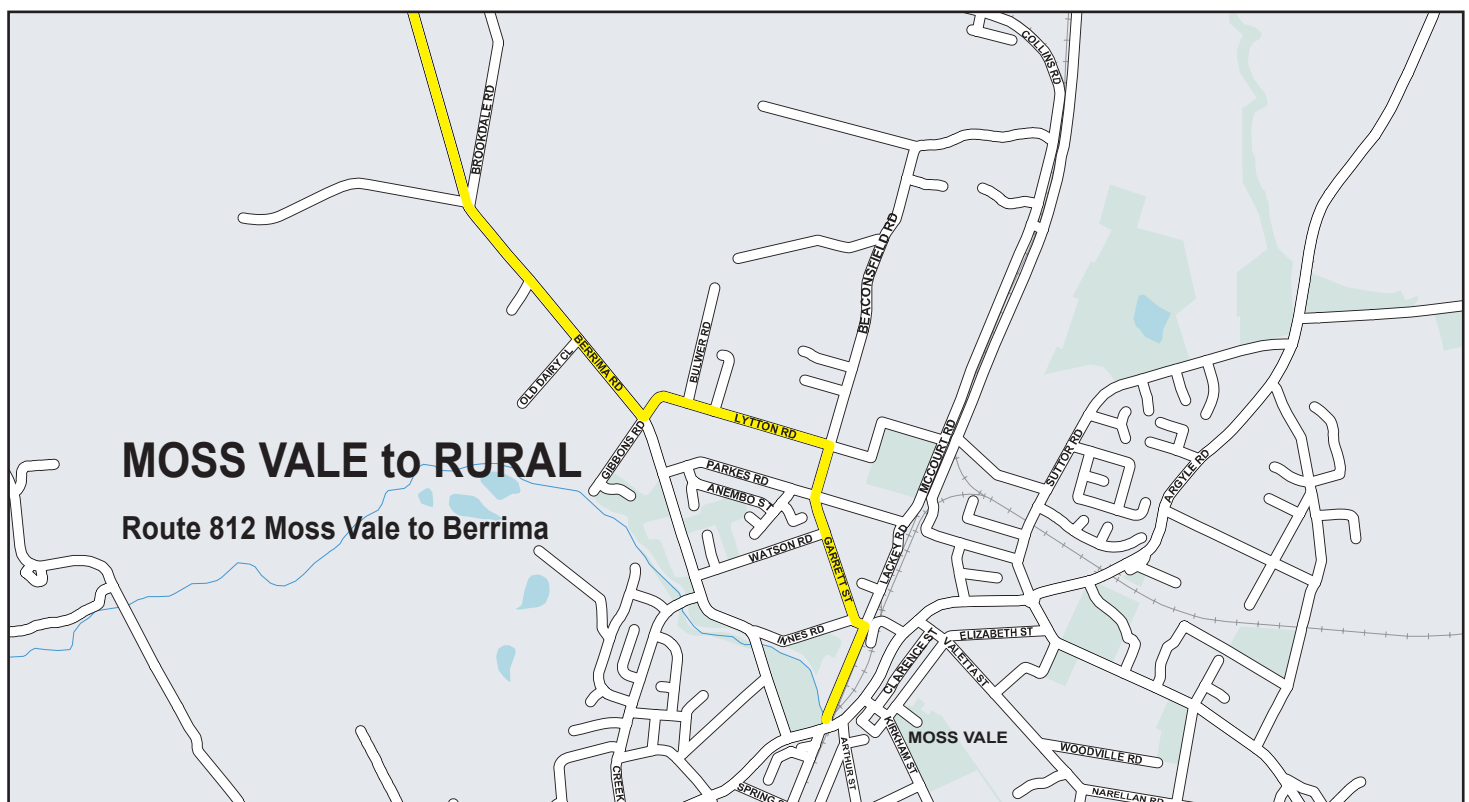 COLLINS RD
BROOKDALE RD
BEACONSFIELD RD
BULWER RD
BERRIMA RD
OLD DAIRY CL
LYTTON RD
GIBBONS RD
MCCOURT RD
SUTTOR RD
ARGYLE RD
MOSS VALE to RURAL
PARKES RD
ANEMBO ST
Route 812 Moss Vale to Berrima
WATSON RD
GARRETT ST
LACKEY RD
INNES RD
ELIZABETH ST
CLARENCE ST
VALETTA ST
KIRKHAM ST
MOSS VALE
ARTHUR ST
WOODVILLE RD
CREEK
SPRING
NARELLAN RD